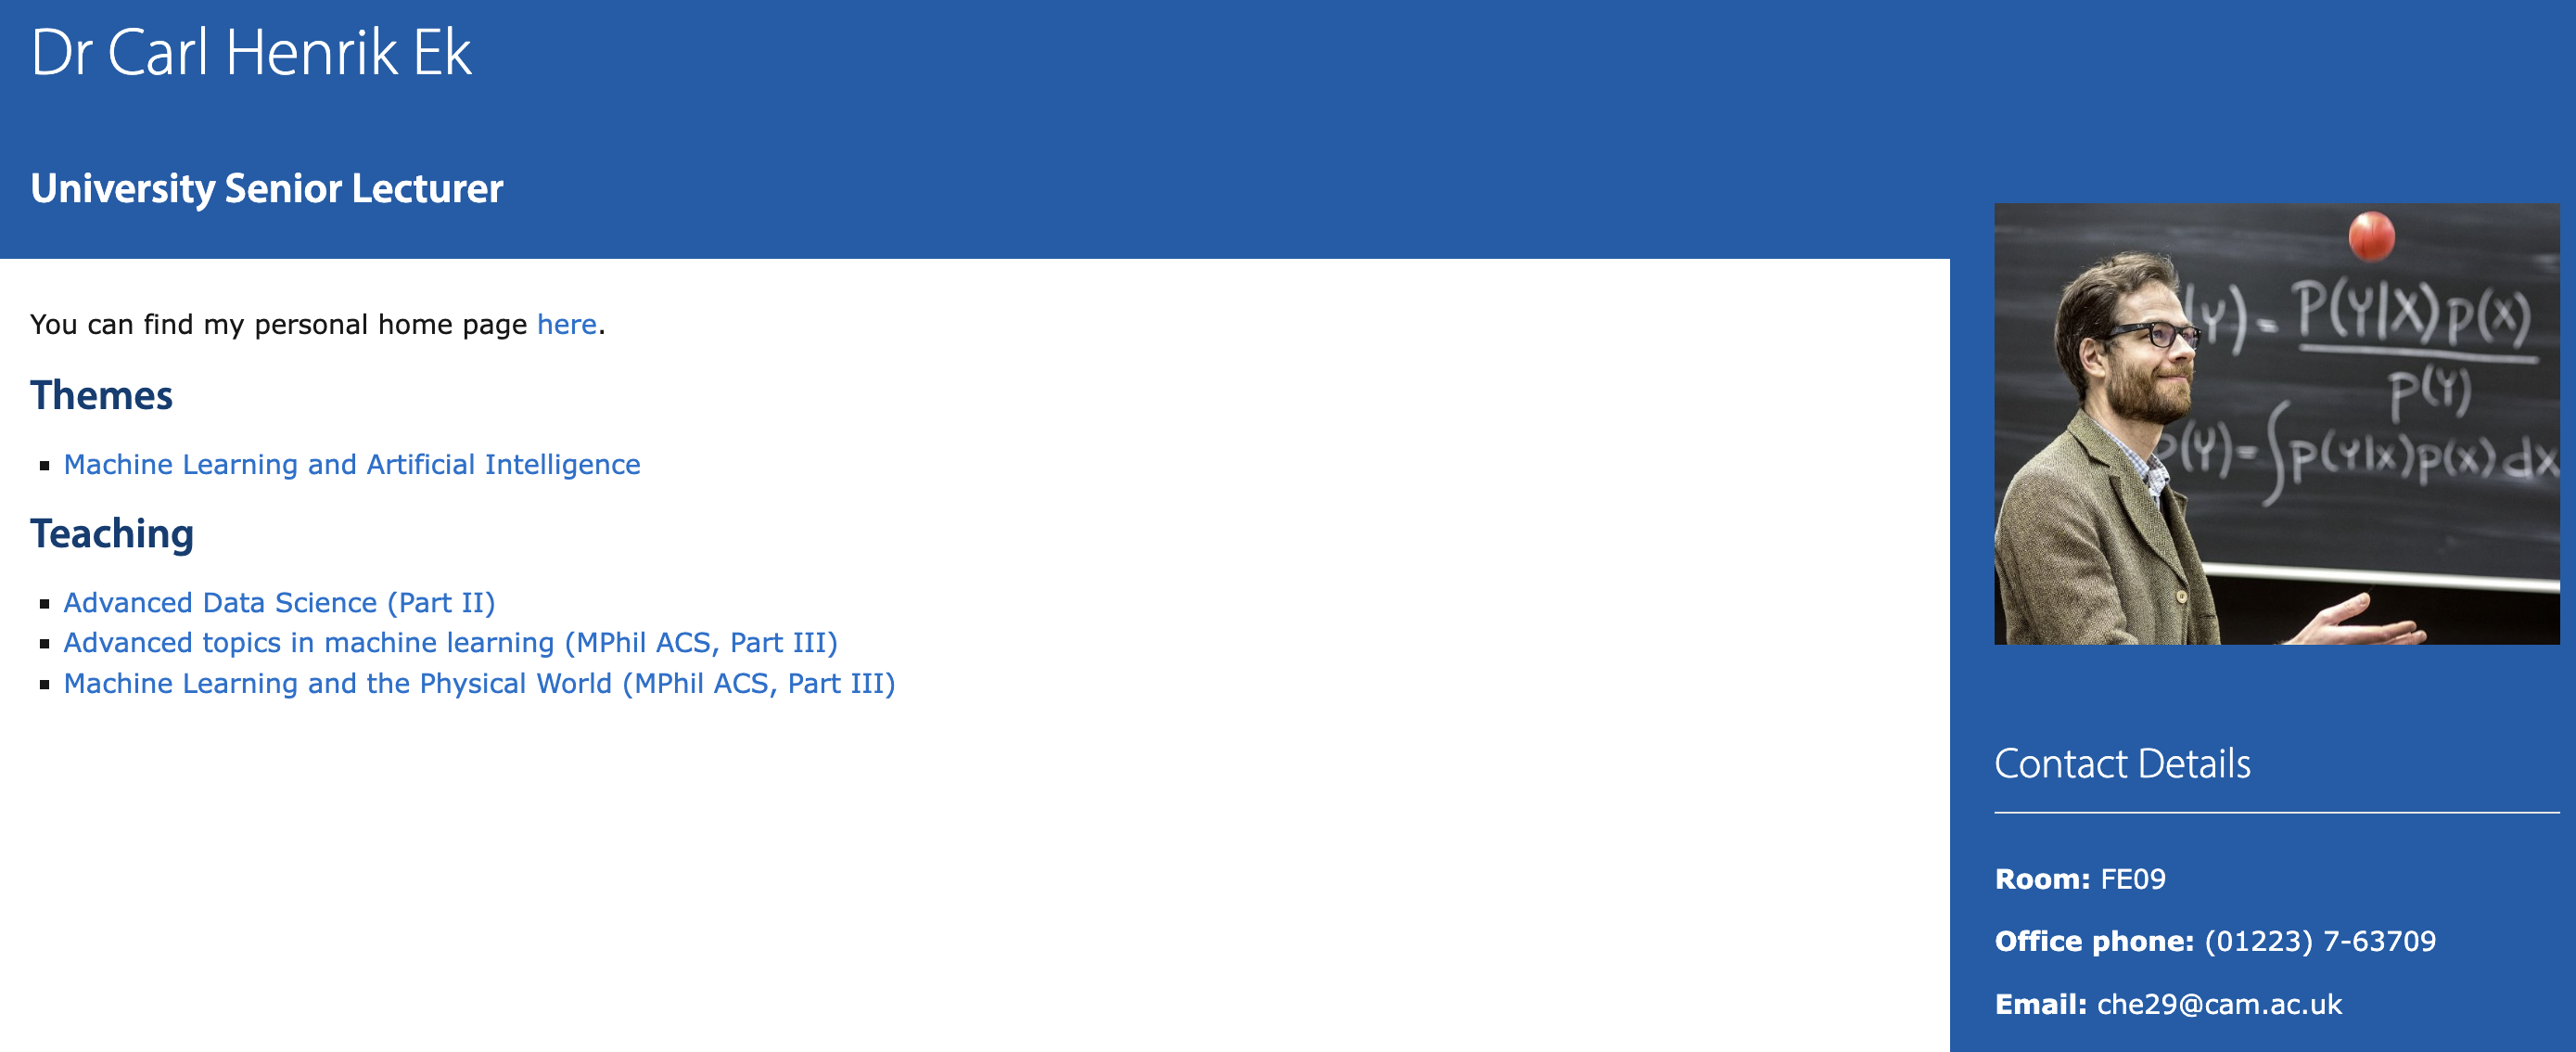 Dr Carl Henrik Ek
University Senior Lecturer
You can find my personal home page here.
Themes
Machine Learning and Artificial Intelligence
Teaching
Advanced Data Science (Part II)
Advanced topics in machine learning (MPhil ACS, Part III)
Machine Learning and the Physical World (MPhil ACS, Part III)
Y) = P(Y|X)p(X)
p(Y)
p(Y)=∫p(Y|X)p(X)dX
Contact Details
Room: FE09
Office phone: (01223) 7-63709
Email: che29@cam.ac.uk